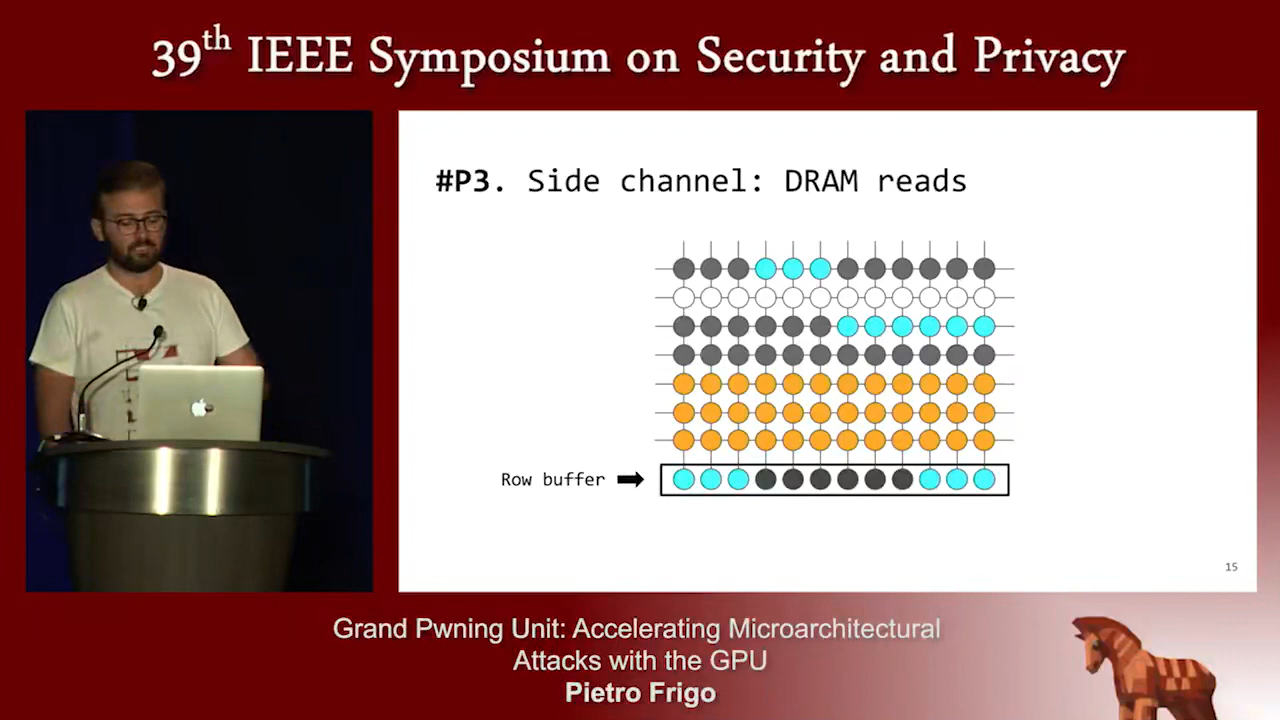 39th IEEE Symposium on Security and Privacy
#P3. Side channel: DRAM reads
Row buffer
15
Grand Pwning Unit: Accelerating Microarchitectural
Attacks with the GPU
Pietro Frigo